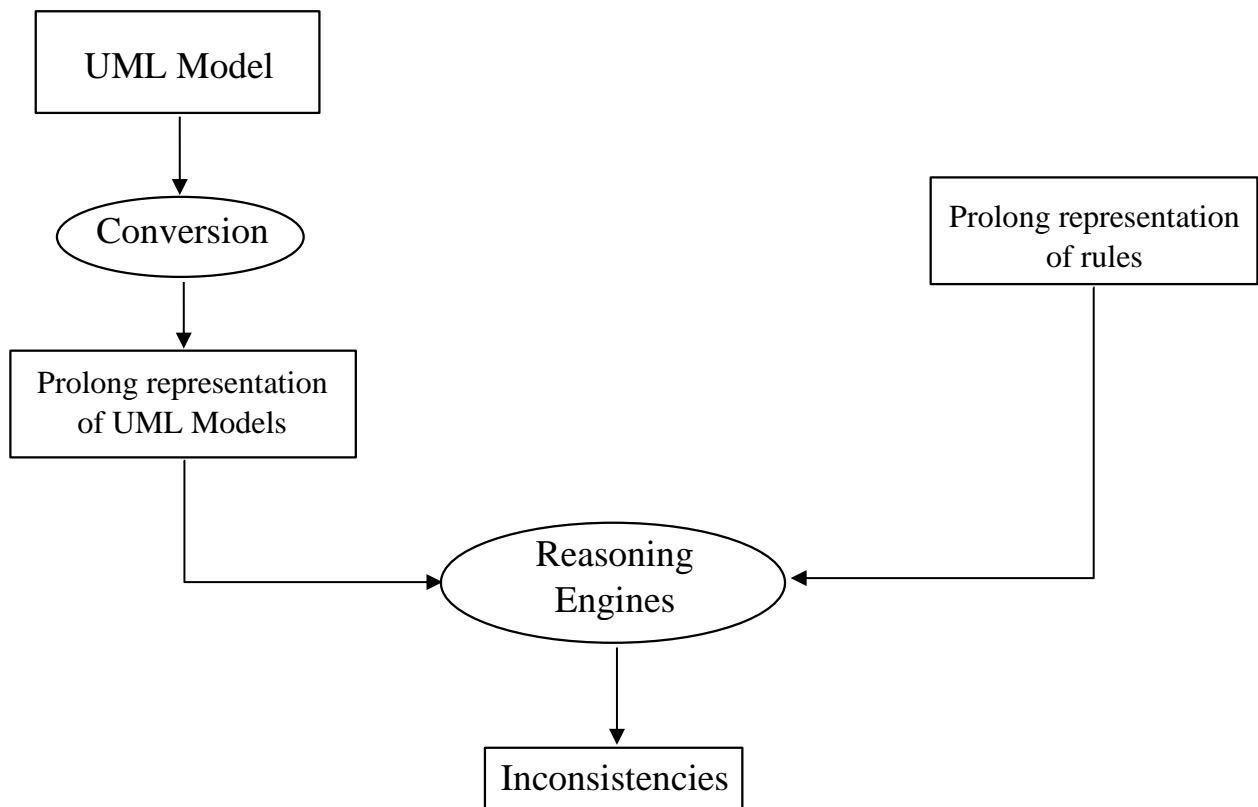 UML Model
Conversion
Prolong representation
of rules
Prolong representation
of UML Models
Reasoning
Engines
Inconsistencies